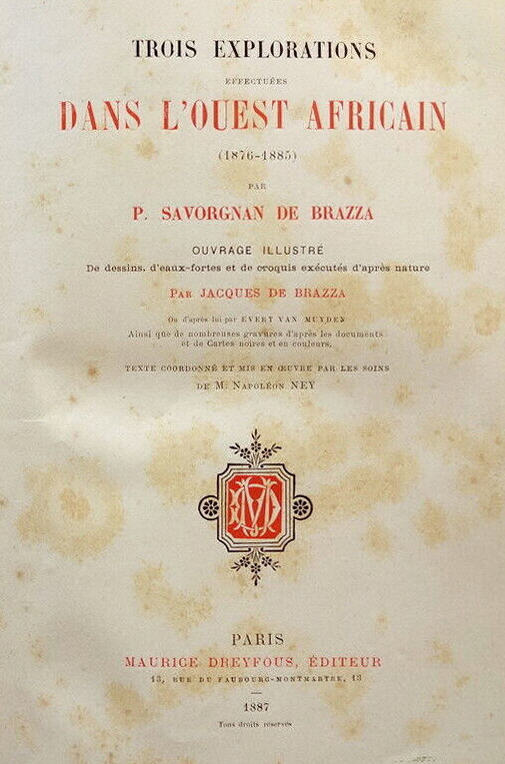 TROIS EXPLORATIONS
EFFECTUÉES
DANS L'OUEST AFRICAIN
(1876-1885)
PAR
P. SAVORGNAN DE BRAZZA
OUVRAGE ILLUSTRÉ
De dessins, d'eaux-fortes et de croquis exécutés d'après nature
PAR JACQUES DE BRAZZA
Ou d'après lui par EVERT VAN MUYDEN
Ainsi que de nombreuses gravures d'après les documents
et de Cartes noires et en couleurs,
TEXTE COORDONNÉ ET MIS EN ŒUVRE PAR LES SOINS
DE M. NAPOLÉON NEY
PARIS
MAURICE DREYFOUS, ÉDITEUR
13, RUE DU FAUBOURG-MONTMARTRE, 13
1887
Tous droits réservés